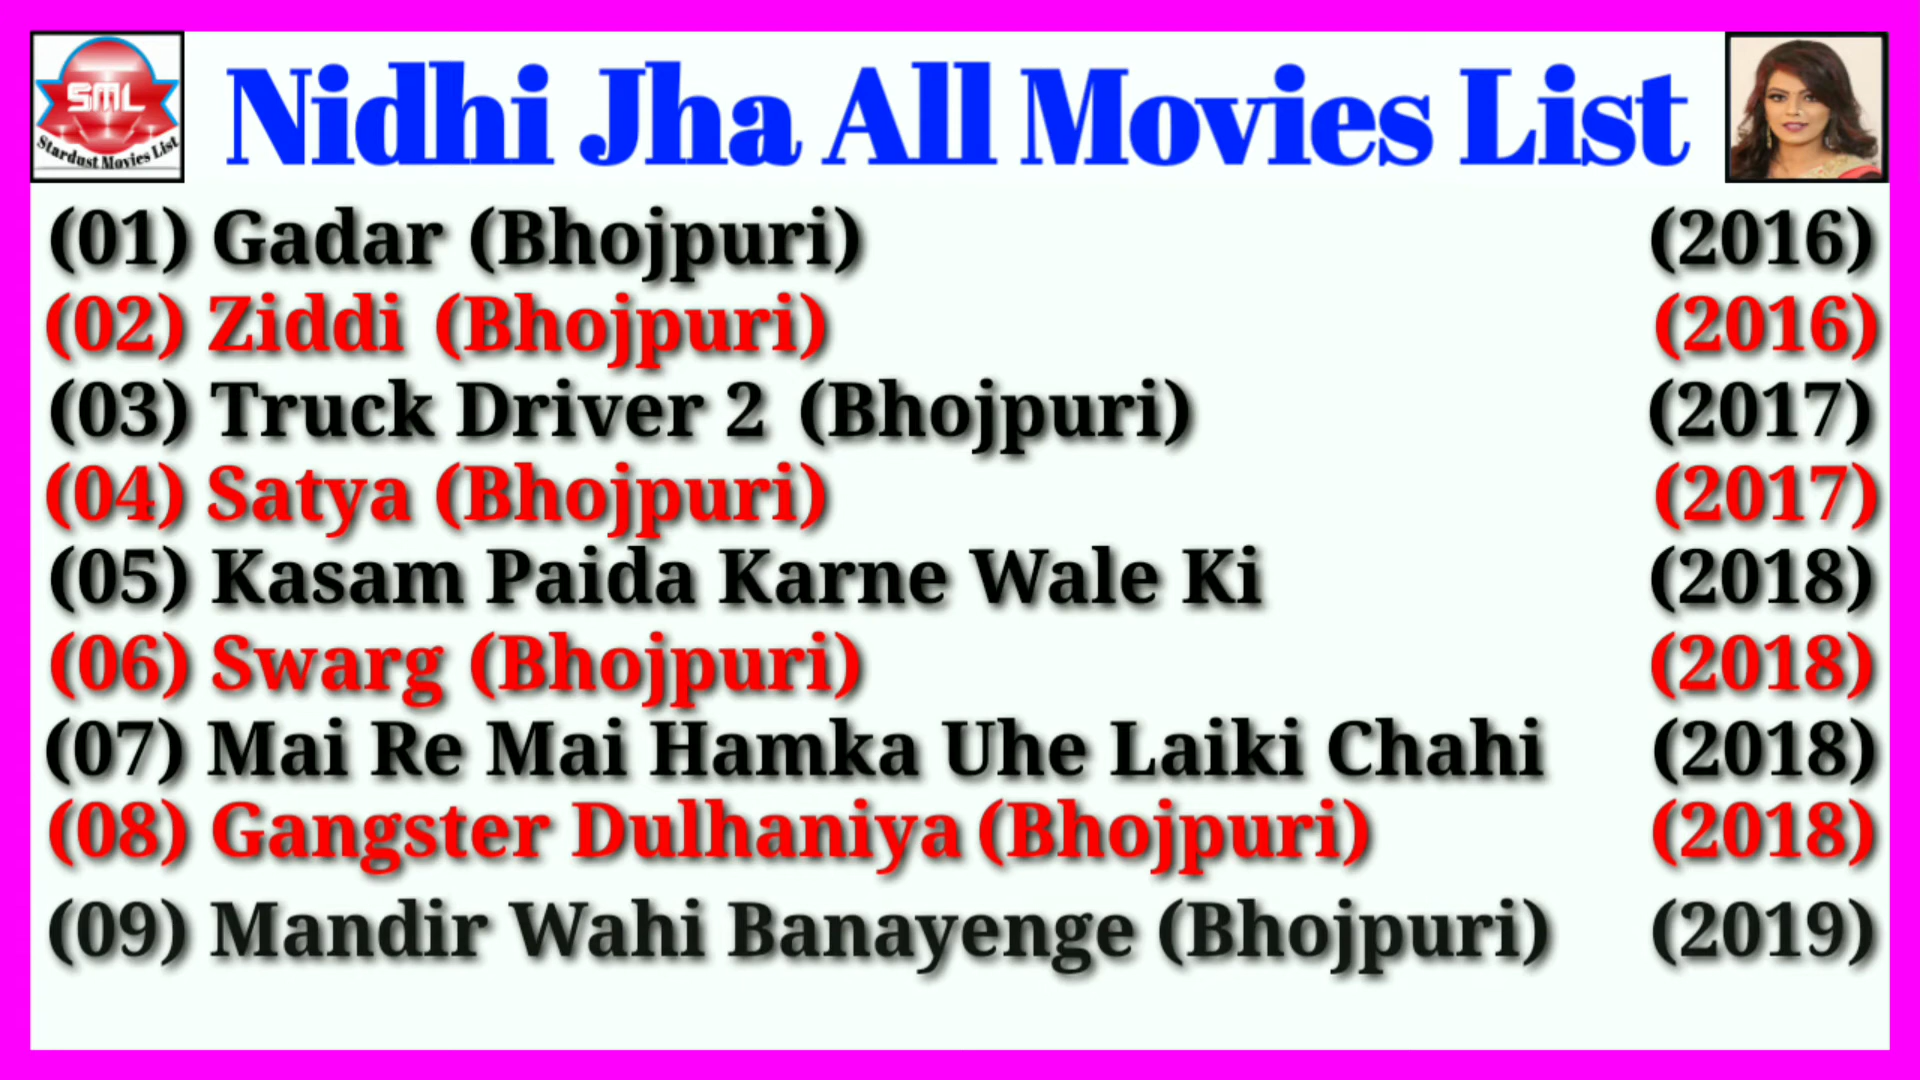 SML
Stardust Movies List
Nidhi Jha All Movies List
(01) Gadar (Bhojpuri) (2016)
(02) Ziddi (Bhojpuri) (2016)
(03) Truck Driver 2 (Bhojpuri) (2017)
(04) Satya (Bhojpuri) (2017)
(05) Kasam Paida Karne Wale Ki (2018)
(06) Swarg (Bhojpuri) (2018)
(07) Mai Re Mai Hamka Uhe Laiki Chahi (2018)
(08) Gangster Dulhaniya (Bhojpuri) (2018)
(09) Mandir Wahi Banayenge (Bhojpuri) (2019)